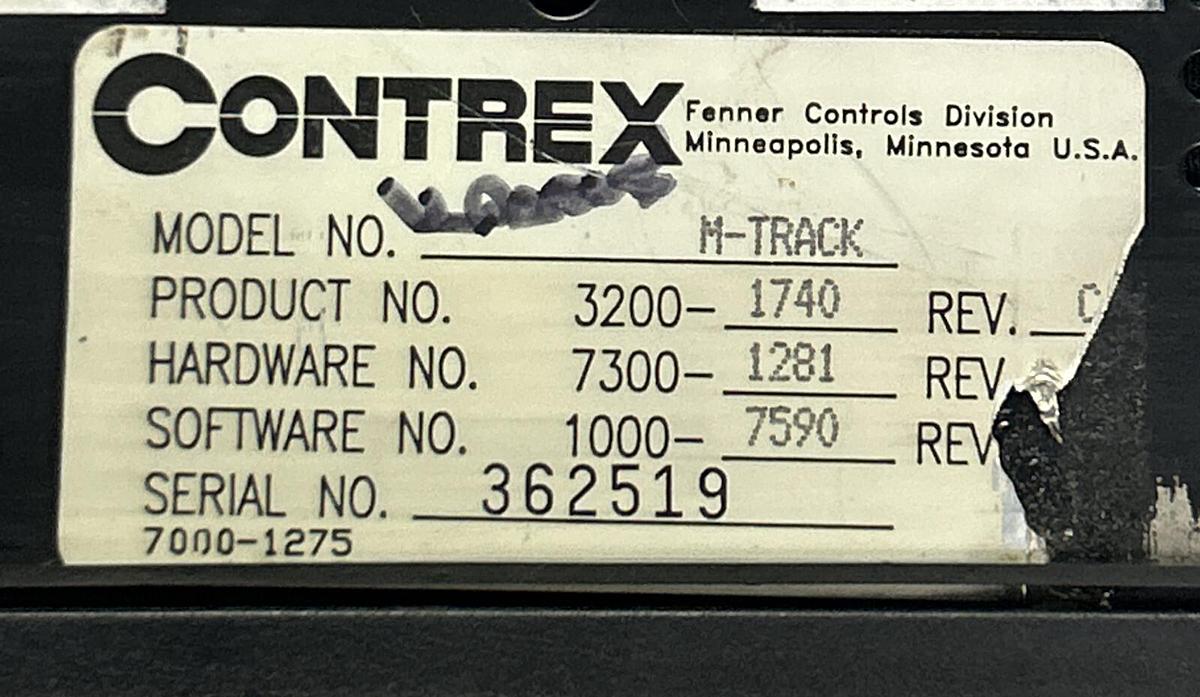 CONTREX Fenner Controls Division
Minneapolis, Minnesota U.S.A.
MODEL NO. M-TRACK
PRODUCT NO. 3200-1740 REV. C
HARDWARE NO. 7300-1281 REV
SOFTWARE NO. 1000-7590 REV
SERIAL NO. 362519
7000-1275